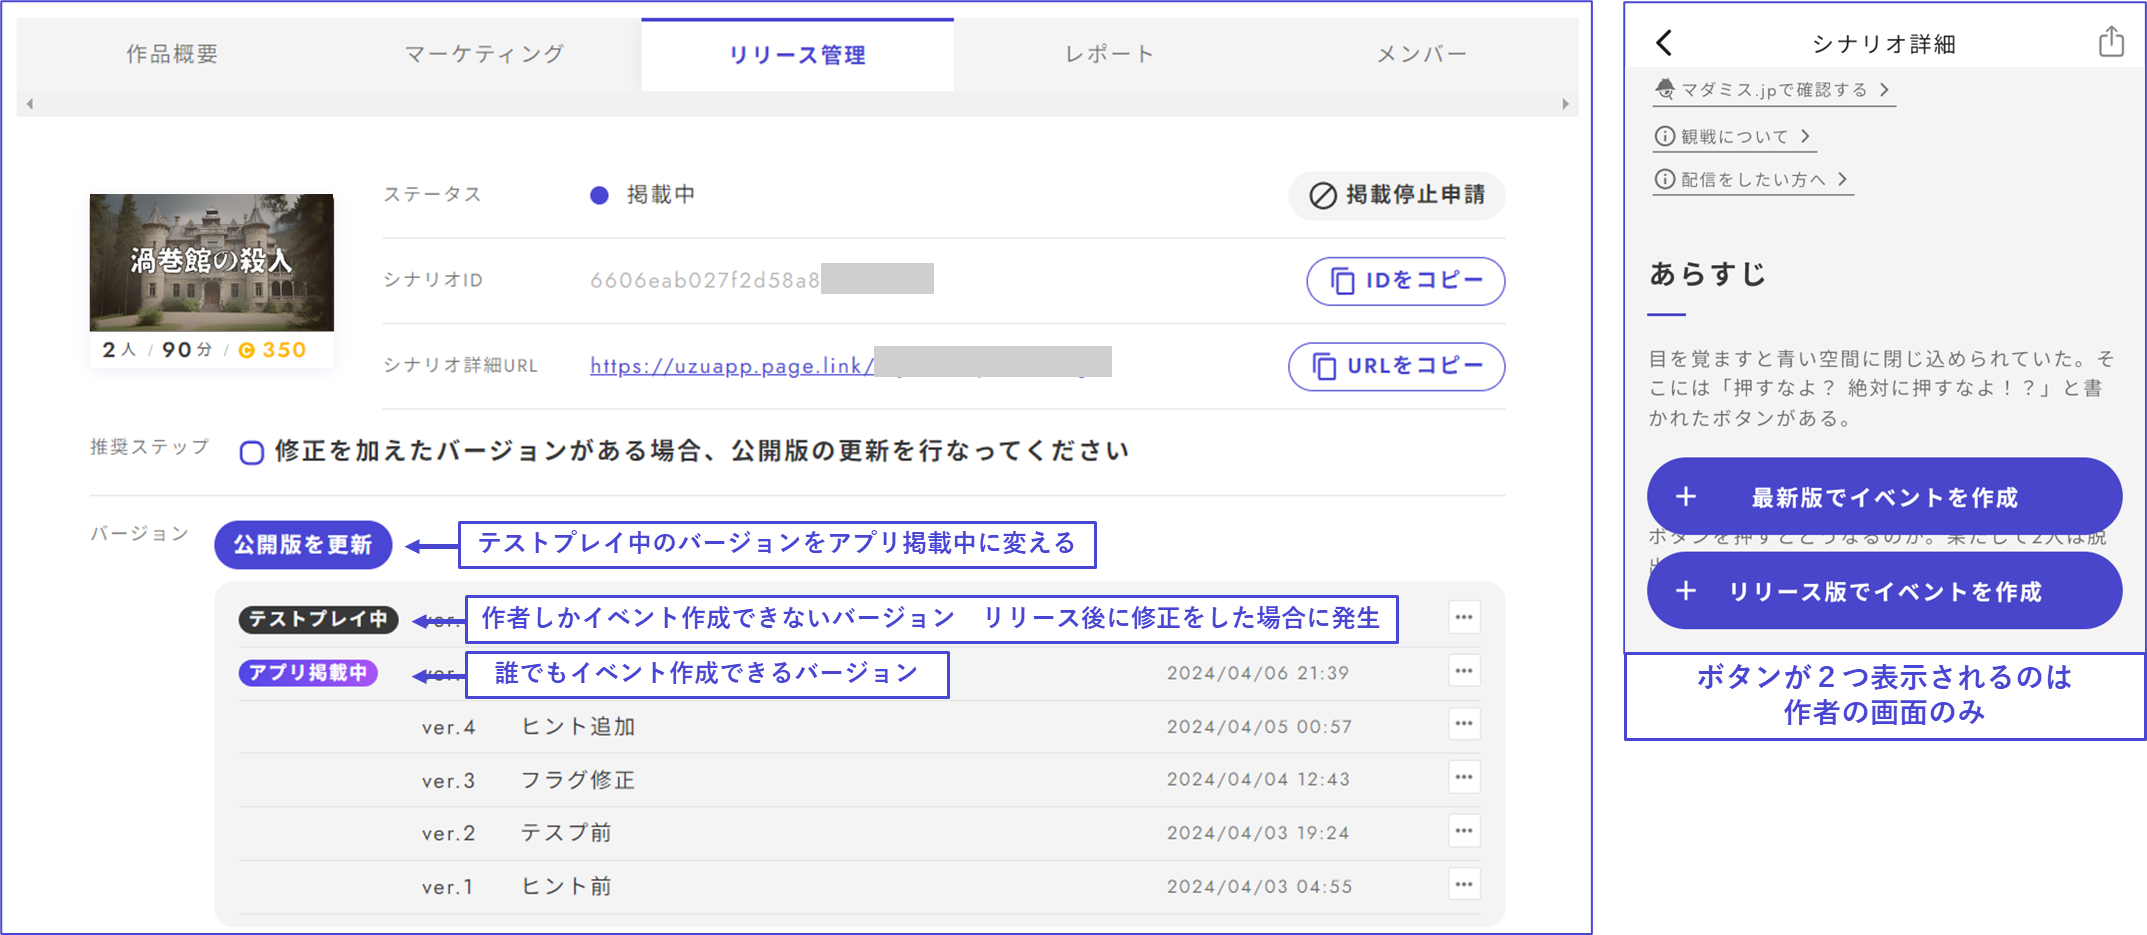 作品概要
マーケティング
リリース管理
レポート
メンバー
渦巻館の殺人
2人 / 90分 / C 350
ステータス
掲載中
掲載停止申請
シナリオID
6606eab027f2d58a8
IDをコピー
シナリオ詳細URL
https://uzuapp.page.link/
URLをコピー
推奨ステップ
修正を加えたバージョンがある場合、公開版の更新を行なってください
バージョン
公開版を更新
テストプレイ中のバージョンをアプリ掲載中に変える
テストプレイ中
作者しかイベント作成できないバージョン　リリース後に修正をした場合に発生
アプリ掲載中
誰でもイベント作成できるバージョン
2024/04/06 21:39
ver.4 ヒント追加 2024/04/05 00:57
ver.3 フラグ修正 2024/04/04 12:43
ver.2 テスプ前 2024/04/03 19:24
ver.1 ヒント前 2024/04/03 04:55
シナリオ詳細
マダミス.jpで確認する
観戦について
配信をしたい方へ
あらすじ
目を覚ますと青い空間に閉じ込められていた。そ
こには「押すなよ？ 絶対に押すなよ！？」と書
かれたボタンがある。
＋ 最新版でイベントを作成
ボタンを押すとどうなるのか。果たして2人は脱
＋ リリース版でイベントを作成
ボタンが２つ表示されるのは
作者の画面のみ